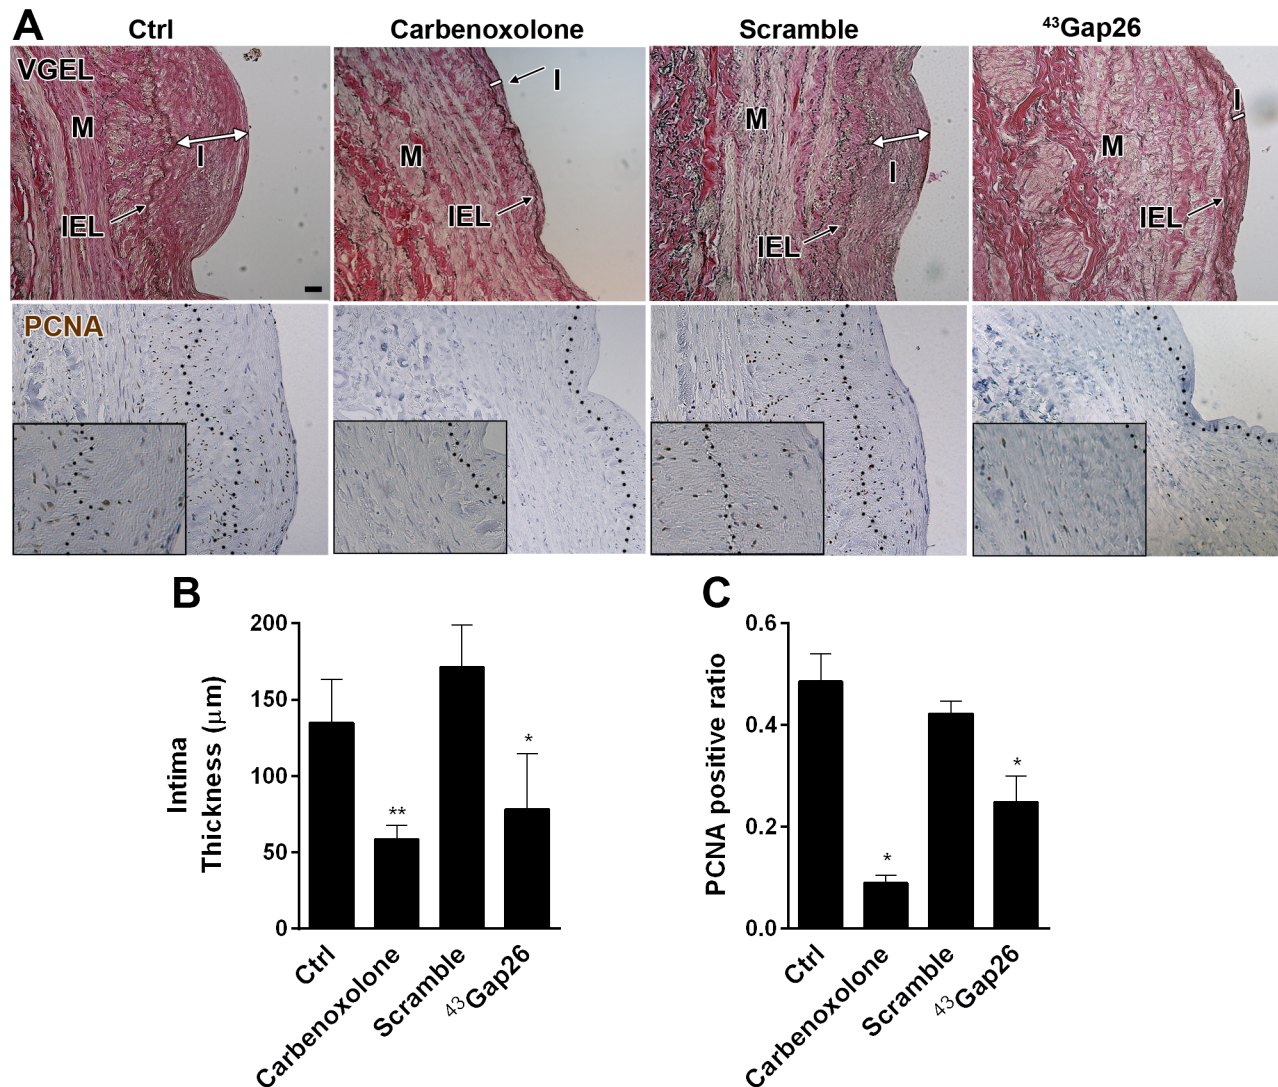 A
Ctrl
Carbenoxolone
Scramble
⁴³Gap26
VGEL
M
I
IEL
M
I
IEL
M
I
IEL
M
I
IEL
PCNA
B
Intima
Thickness (μm)
200
150
100
50
0
**
*
Ctrl
Carbenoxolone
Scramble
⁴³Gap26
C
PCNA positive ratio
0.6
0.4
0.2
0.0
*
*
Ctrl
Carbenoxolone
Scramble
⁴³Gap26